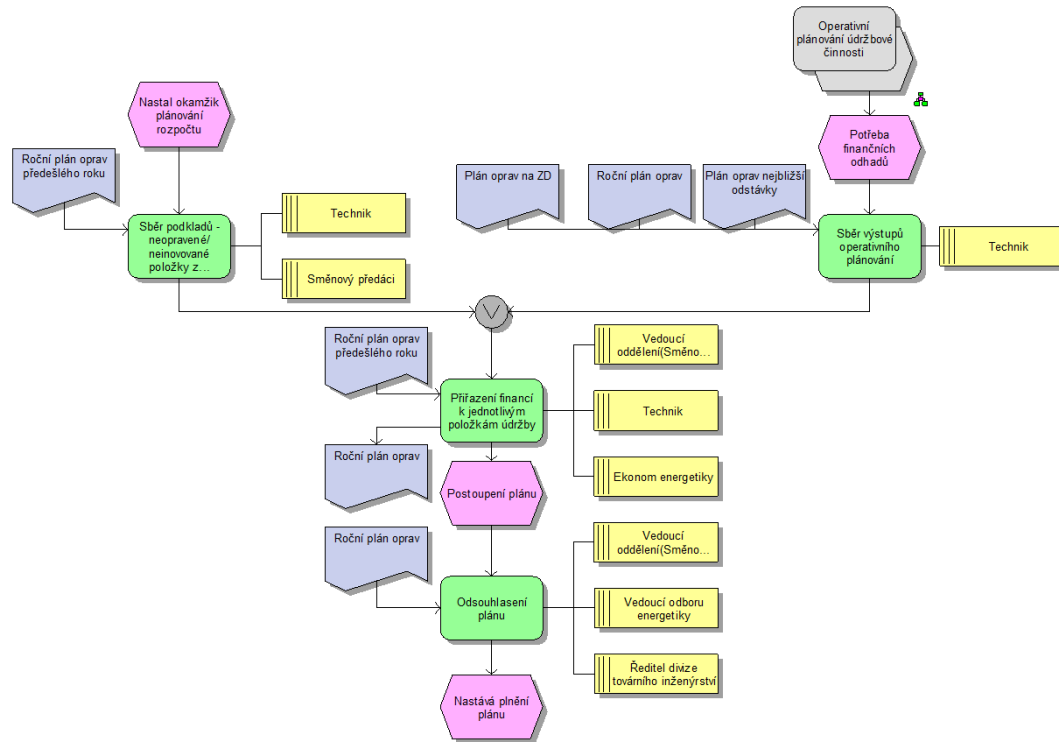 Operativní
plánování údržbové
činnosti
Nastal okamžik
plánování
rozpočtu
Potřeba
finančních
odhadů
Roční plán oprav
předešlého roku
Plán oprav na ZD
Roční plán oprav
Plán oprav nejbližší
odstávky
Sběr podkladů -
neopravené/
neinovované
položky z...
Technik
Směnový předáci
Sběr výstupů
operativního
plánování
Technik
Roční plán oprav
předešlého roku
Vedoucí
oddělení(Směno...
Přiřazení financí
k jednotlivým
položkám údržby
Technik
Roční plán oprav
Ekonom energetiky
Postoupení plánu
Roční plán oprav
Vedoucí
oddělení(Směno...
Odsouhlasení
plánu
Vedoucí odboru
energetiky
Ředitel divize
továrního inženýrství
Nastává plnění
plánu